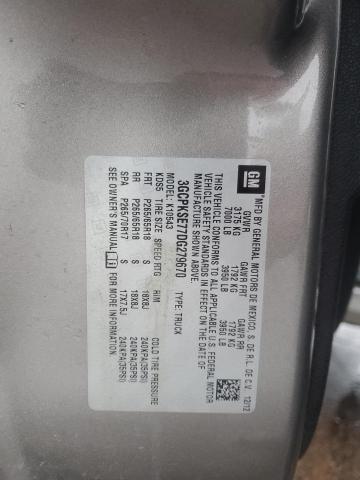 GM
MFD BY GENERAL MOTORS DE MEXICO, S. DE R.L. DE C.V. 12/12
GVWR GAWR FRT GAWR RR
3175 KG 1792 KG 1792 KG
7000 LB 3950 LB 3950 LB
THIS VEHICLE CONFORMS TO ALL APPLICABLE U.S. FEDERAL MOTOR
VEHICLE SAFETY STANDARDS IN EFFECT ON THE DATE OF
MANUFACTURE SHOWN ABOVE.
3GCPKSE77DG279670 TYPE: TRUCK
MODEL: K10543
KDS5 TIRE SIZE SPEED RTG RIM COLD TIRE PRESSURE
FRT P265/65R18 S 18X8J 240KPA(35PSI)
RR P265/65R18 S 18X8J 240KPA(35PSI)
SPA P265/70R17 S 17X7.5J 240KPA(35PSI)
SEE OWNER'S MANUAL FOR MORE INFORMATION.